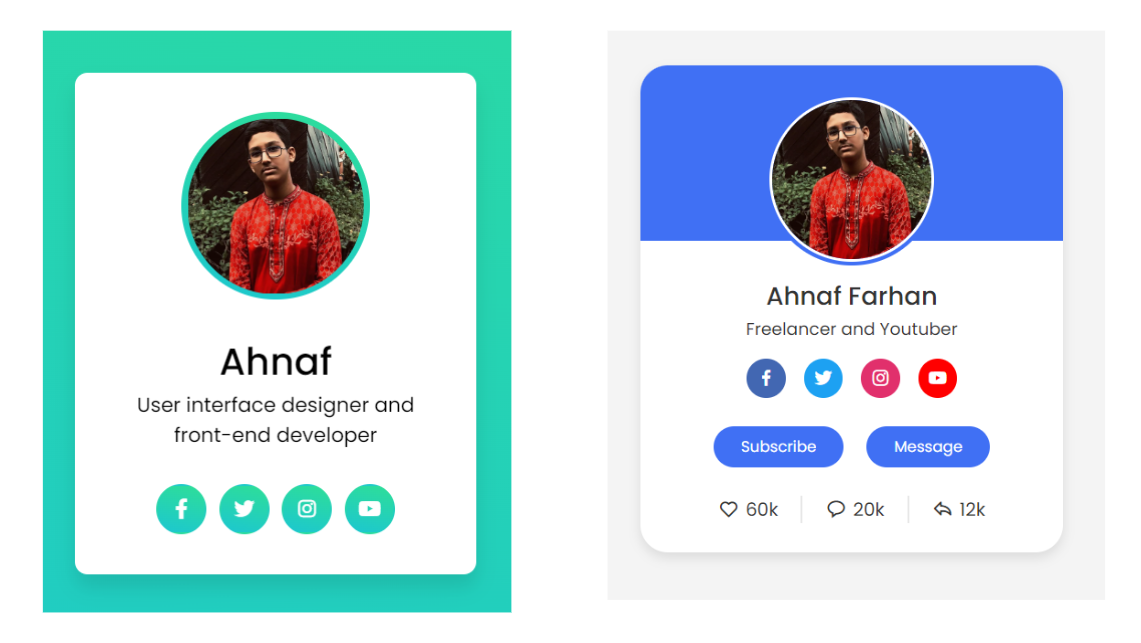 Ahnaf
User interface designer and
front-end developer
Ahnaf Farhan
Freelancer and Youtuber
Subscribe
Message
60k
20k
12k